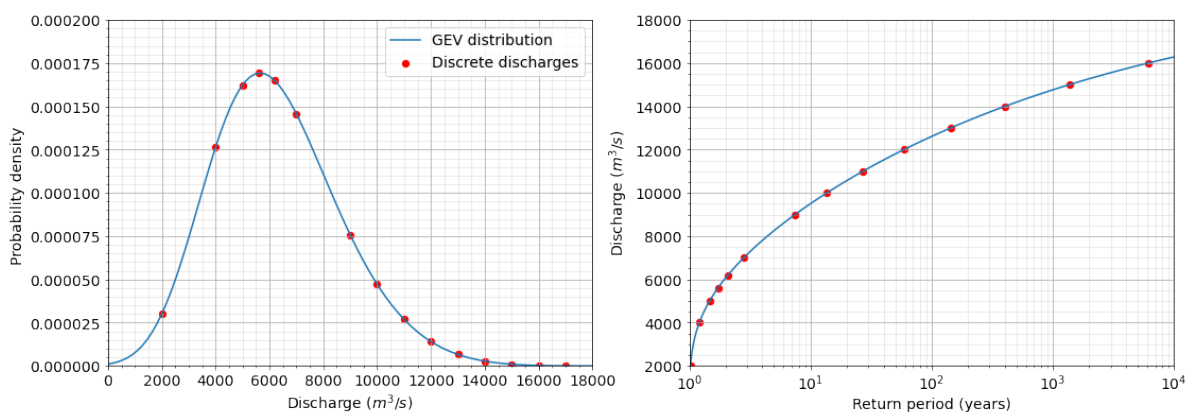 0.000200
0.000175
0.000150
0.000125
0.000100
0.000075
0.000050
0.000025
0.000000
Probability density
GEV distribution
Discrete discharges
0 2000 4000 6000 8000 10000 12000 14000 16000 18000
Discharge (m³/s)
18000
16000
14000
12000
10000
8000
6000
4000
2000
Discharge (m³/s)
10⁰ 10¹ 10² 10³ 10⁴
Return period (years)